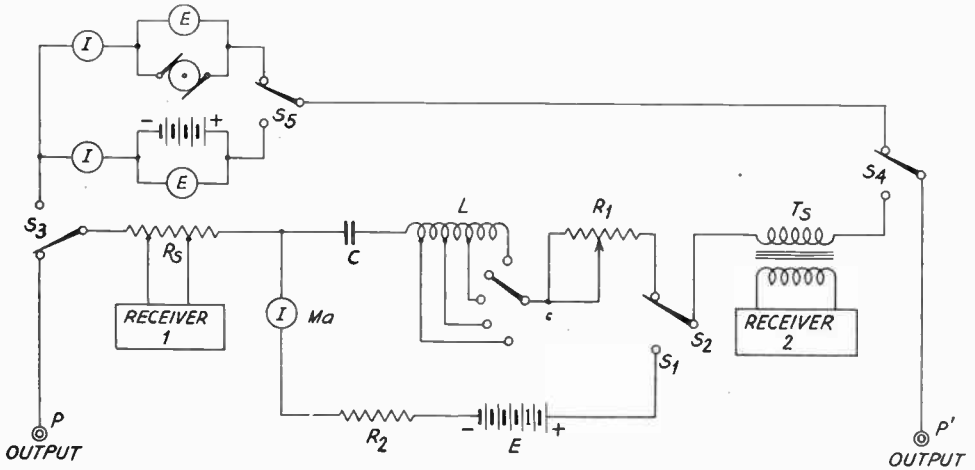 E
I
S5
- +
I
E
S3
RS
C
L
R1
S4
TS
I Ma
RECEIVER
1
c
S2
RECEIVER
2
S1
P
OUTPUT
R2
- E +
P'
OUTPUT